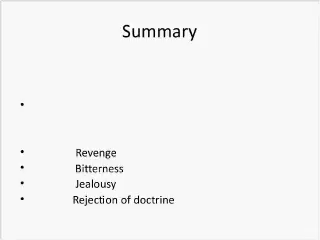 Summary
•
• Revenge
• Bitterness
• Jealousy
• Rejection of doctrine